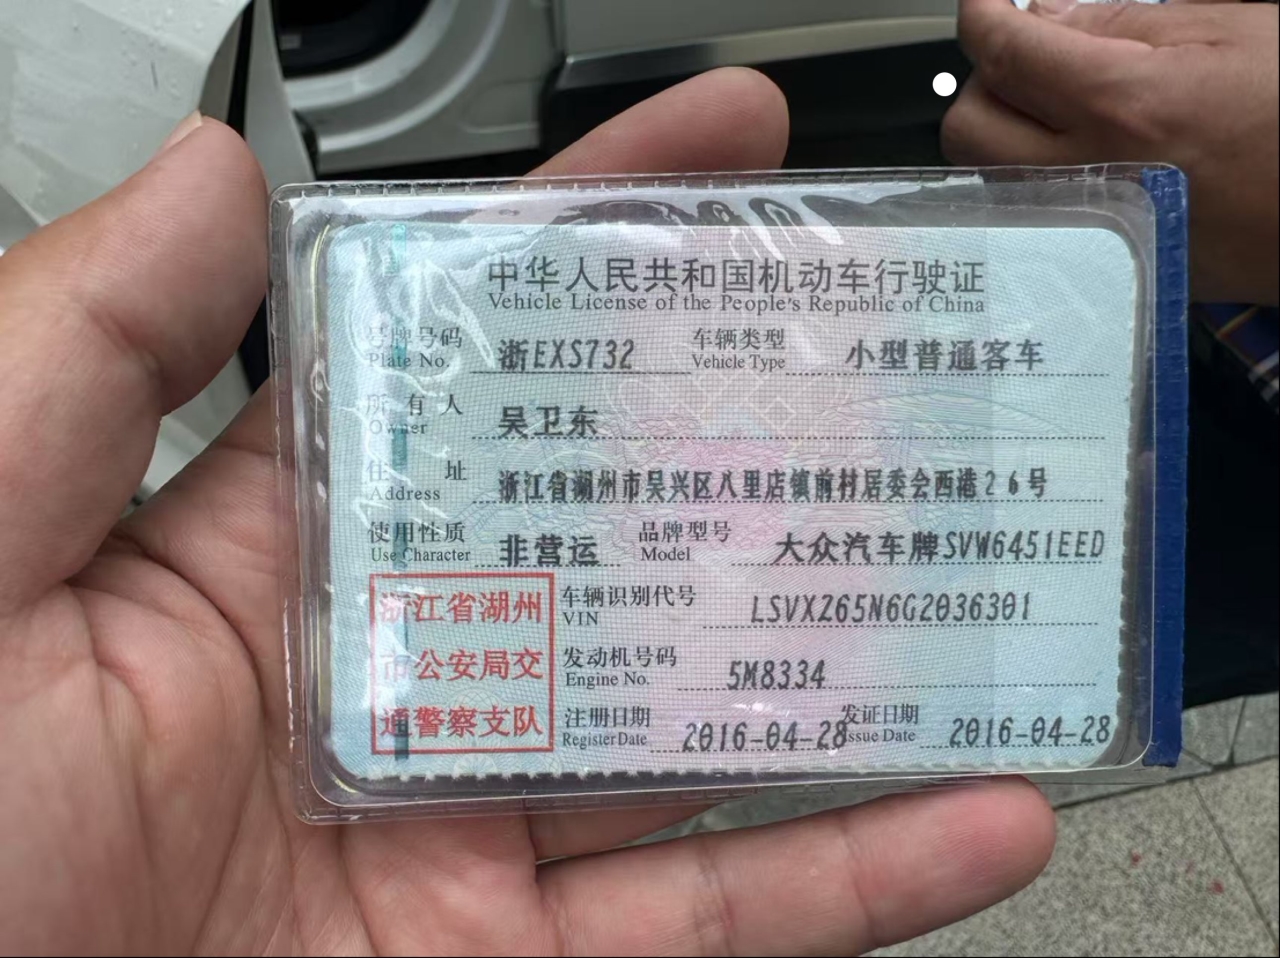 中华人民共和国机动车行驶证
Vehicle License of the People's Republic of China
号牌号码 浙EXS732 车辆类型 小型普通客车
Plate No. Vehicle Type
所有人 吴卫东
Owner
住址 浙江省湖州市吴兴区八里店镇前村居委会西港26号
Address
使用性质 非营运 品牌型号 大众汽车牌SVW6451EED
Use Character Model
浙江省湖州
市公安局交
通警察支队
车辆识别代号 LSVXZ65N6G2036301
VIN
发动机号码 5M8334
Engine No.
注册日期 2016-04-28 发证日期 2016-04-28
Register Date Issue Date